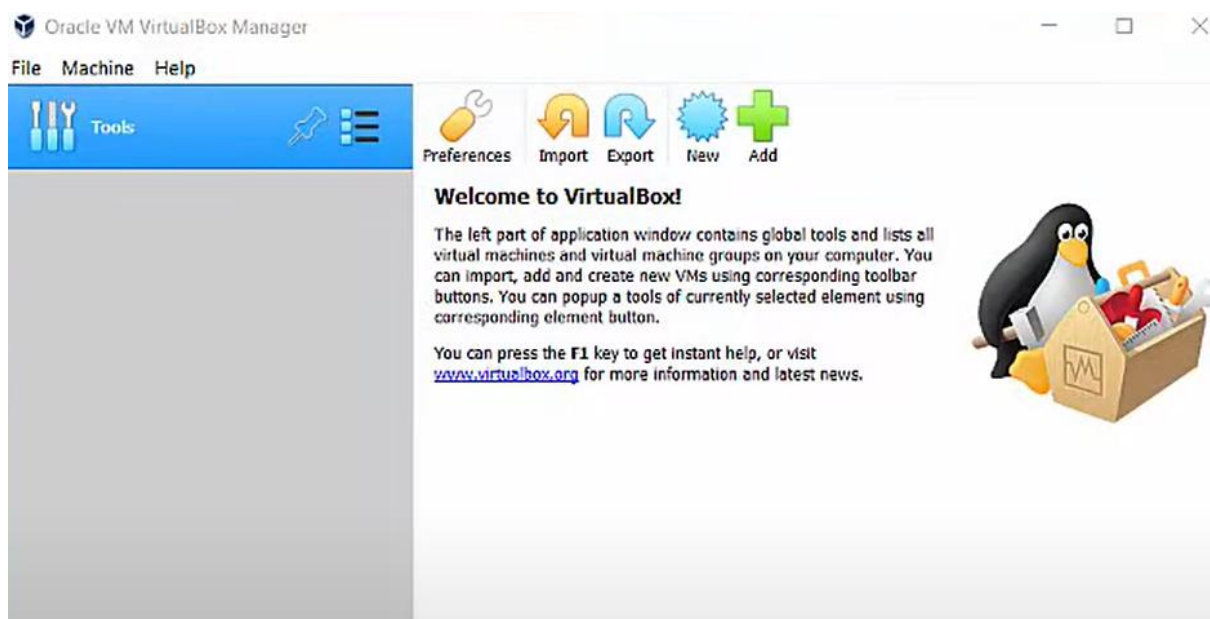 Oracle VM VirtualBox Manager
File Machine Help
Tools
Preferences Import Export New Add
Welcome to VirtualBox!
The left part of application window contains global tools and lists all
virtual machines and virtual machine groups on your computer. You
can import, add and create new VMs using corresponding toolbar
buttons. You can popup a tools of currently selected element using
corresponding element button.
You can press the F1 key to get instant help, or visit
www.virtualbox.org for more information and latest news.